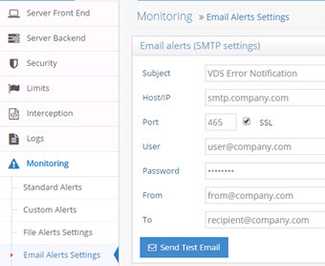 Server Front End
Server Backend
Security
Limits
Interception
Logs
Monitoring
Standard Alerts
Custom Alerts
File Alerts Settings
Email Alerts Settings
Monitoring » Email Alerts Settings
Email alerts (SMTP settings)
Subject VDS Error Notification
Host/IP smtp.company.com
Port 465 SSL
User user@company.com
Password ••••••••
From from@company.com
To recipient@company.com
Send Test Email